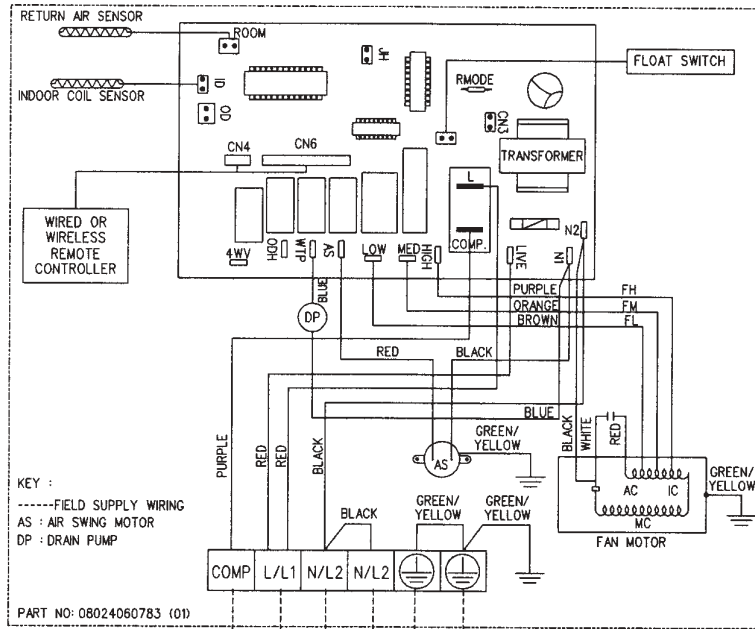 RETURN AIR SENSOR
ROOM
JH
FLOAT SWITCH
RMODE
INDOOR COIL SENSOR
ID
OD
CN3
TRANSFORMER
CN4
CN6
L
WIRED OR
WIRELESS
REMOTE
CONTROLLER
4WV
ODH
WTP
AS
LOW
MED
HIGH
COMP.
LIVE
N1
N2
BLUE
DP
PURPLE
FH
ORANGE
FM
BROWN
FL
RED
BLACK
BLUE
BLACK
WHITE
RED
PURPLE
RED
RED
BLACK
GREEN/
YELLOW
AS
AC
IC
MC
FAN MOTOR
GREEN/
YELLOW
KEY :
------FIELD SUPPLY WIRING
AS : AIR SWING MOTOR
DP : DRAIN PUMP
BLACK
GREEN/
YELLOW
GREEN/
YELLOW
COMP
L/L1
N/L2
N/L2
PART NO: 08024060783 (01)